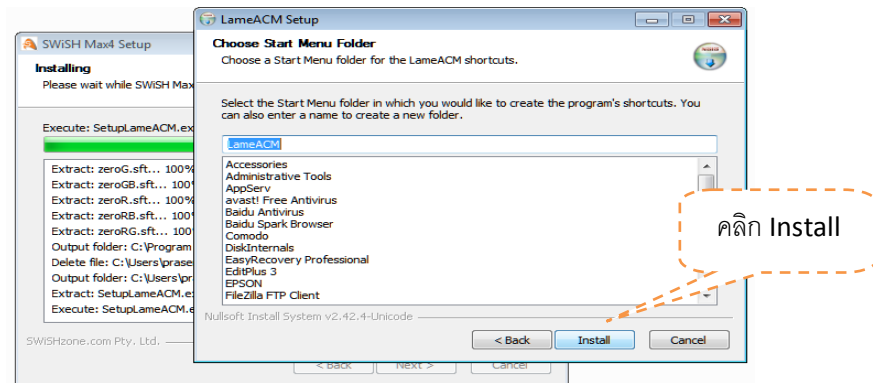 LameACM Setup
Choose Start Menu Folder
Choose a Start Menu folder for the LameACM shortcuts.
Select the Start Menu folder in which you would like to create the program's shortcuts. You
can also enter a name to create a new folder.
LameACM
Accessories
Administrative Tools
AppServ
avast! Free Antivirus
Baidu Antivirus
Baidu Spark Browser
Comodo
DiskInternals
EasyRecovery Professional
EditPlus 3
EPSON
FileZilla FTP Client
Nullsoft Install System v2.42.4-Unicode
< Back Install Cancel
คลิก Install
SWiSH Max4 Setup
Installing
Please wait while SWiSH Max
Execute: SetupLameACM.ex
Extract: zeroG.sft... 100%
Extract: zeroGB.sft... 100
Extract: zeroR.sft... 100%
Extract: zeroRB.sft... 100
Extract: zeroRG.sft... 100
Output folder: C:\Program
Delete file: C:\Users\prase
Output folder: C:\Users\pr
Extract: SetupLameACM.e
Execute: SetupLameACM.e
SWiSHzone.com Pty. Ltd.
< Back Next > Cancel